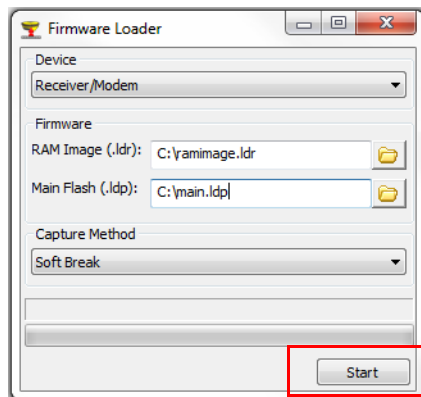 Firmware Loader
Device
Receiver/Modem
Firmware
RAM Image (.ldr): C:\ramimage.ldr
Main Flash (.ldp): C:\main.ldp
Capture Method
Soft Break
Start